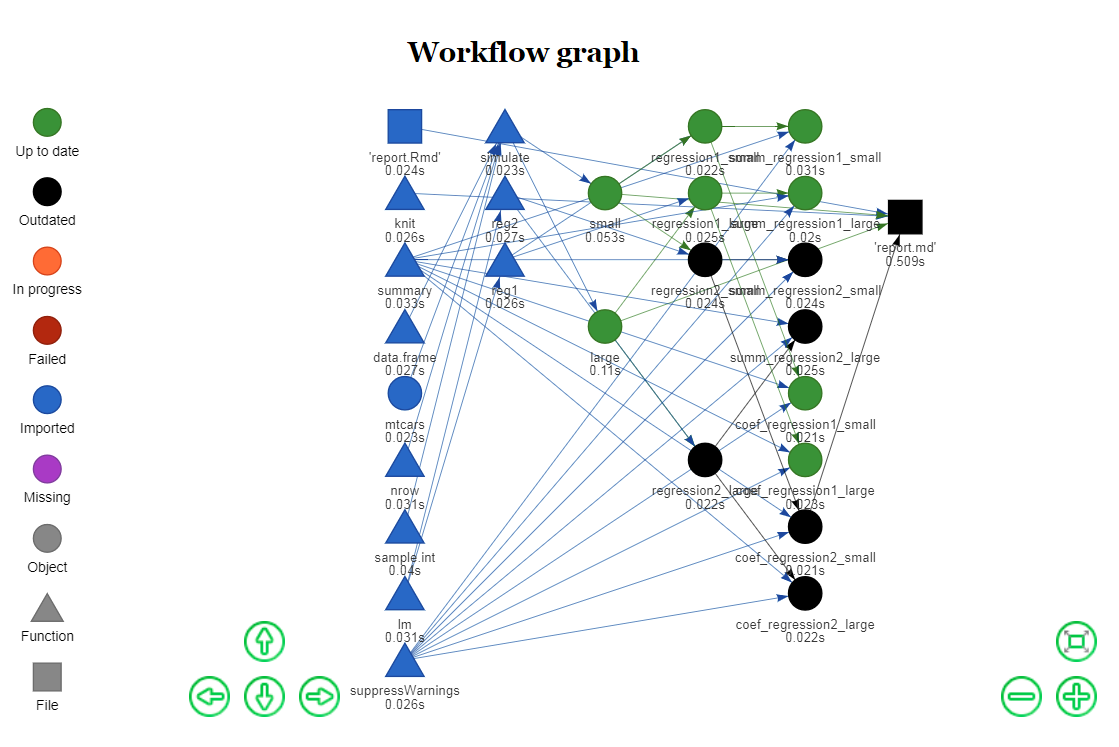 Workflow graph
Up to date
Outdated
In progress
Failed
Imported
Missing
Object
Function
File
'report.Rmd'
0.024s
knit
0.026s
summary
0.033s
data.frame
0.027s
mtcars
0.023s
nrow
0.031s
sample.int
0.04s
lm
0.031s
suppressWarnings
0.026s
simulate
0.023s
reg2
0.027s
reg1
0.026s
small
0.053s
large
0.11s
regression1_small
0.022s
regression1_large
0.025s
regression2_small
0.024s
regression2_large
0.022s
summ_regression1_small
0.031s
summ_regression1_large
0.02s
summ_regression2_small
0.024s
summ_regression2_large
0.025s
coef_regression1_small
0.021s
coef_regression1_large
0.023s
coef_regression2_small
0.021s
coef_regression2_large
0.022s
'report.md'
0.509s